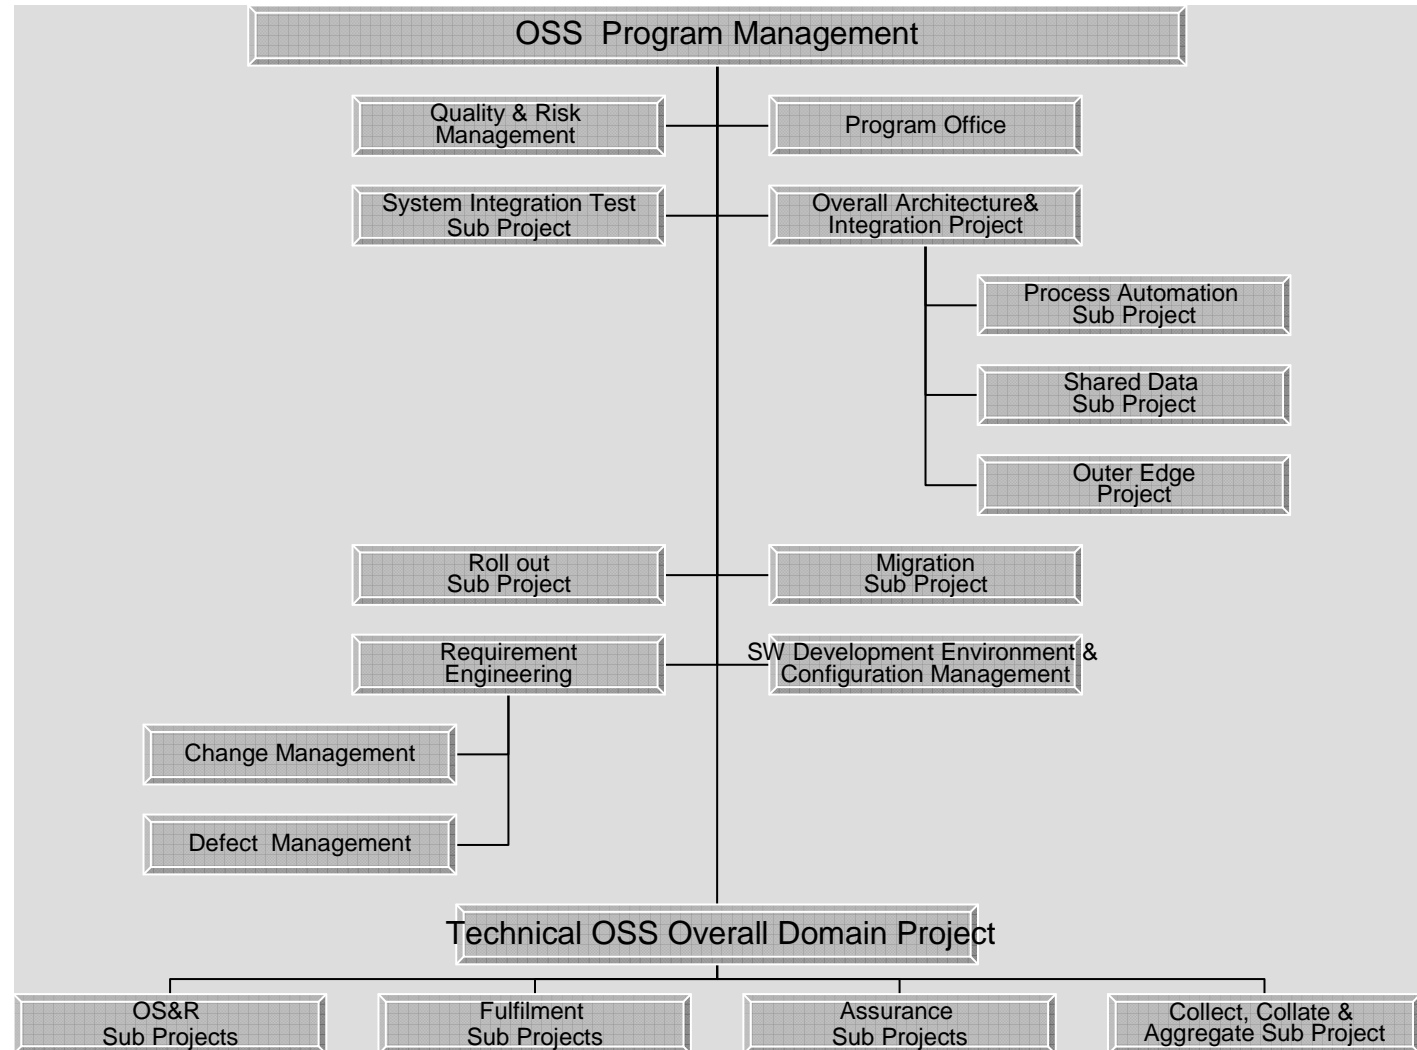 OSS  Program Management
Quality & Risk
Management
Program Office
System Integration Test
Sub Project
Overall Architecture&
Integration Project
Process Automation
Sub Project
Shared Data
Sub Project
Outer Edge
Project
Roll out
Sub Project
Migration
Sub Project
Requirement
Engineering
SW Development Environment &
Configuration Management
Change Management
Defect  Management
Technical OSS Overall Domain Project
OS&R
Sub Projects
Fulfilment
Sub Projects
Assurance
Sub Projects
Collect, Collate &
Aggregate Sub Project